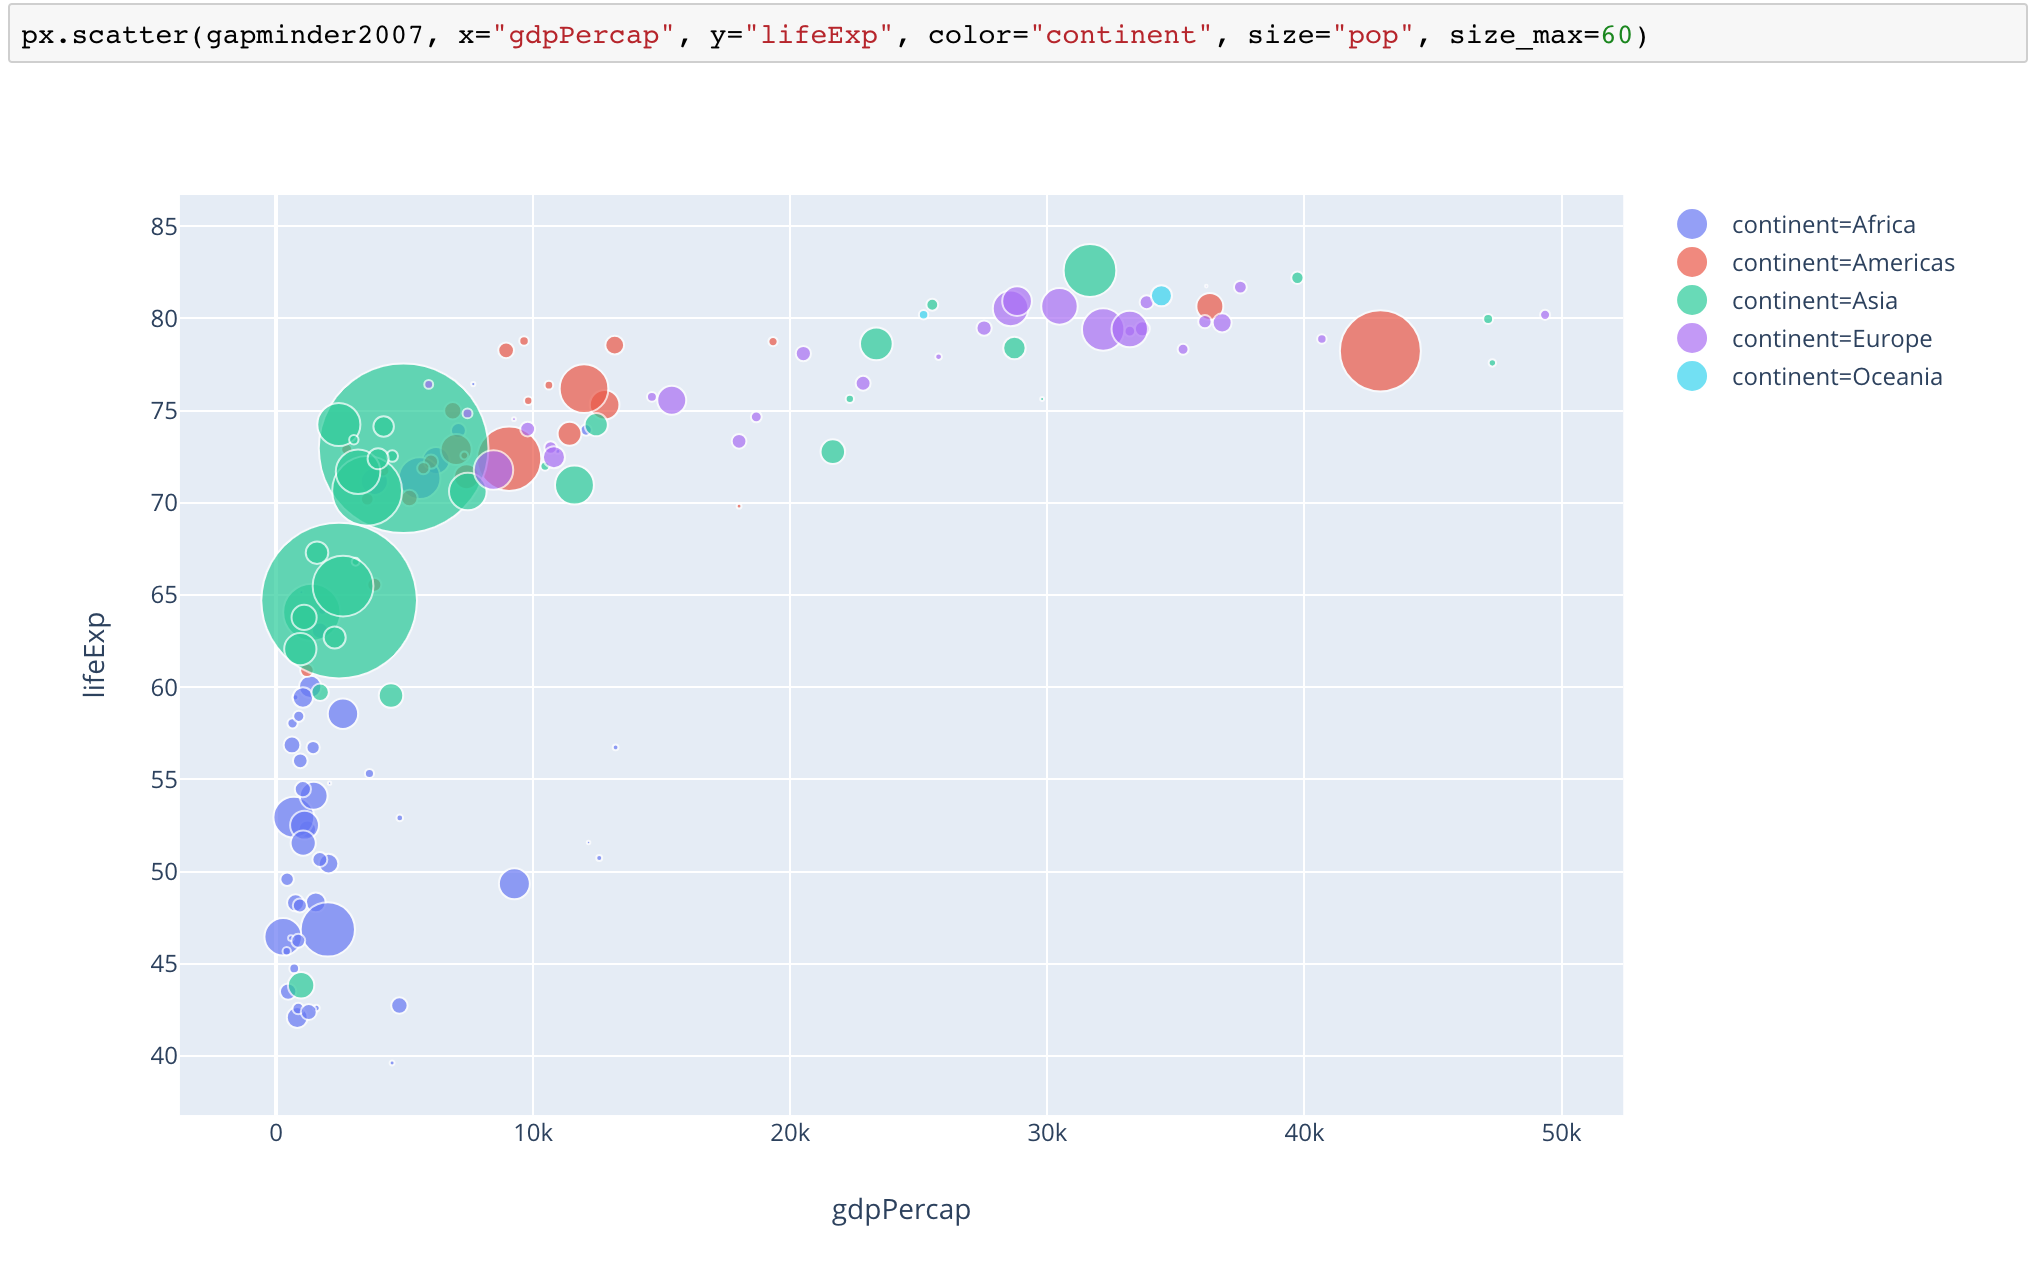 px.scatter(gapminder2007, x="gdpPercap", y="lifeExp", color="continent", size="pop", size_max=60)
continent=Africa
continent=Americas
continent=Asia
continent=Europe
continent=Oceania
85
80
75
70
65
60
55
50
45
40
lifeExp
0 10k 20k 30k 40k 50k
gdpPercap